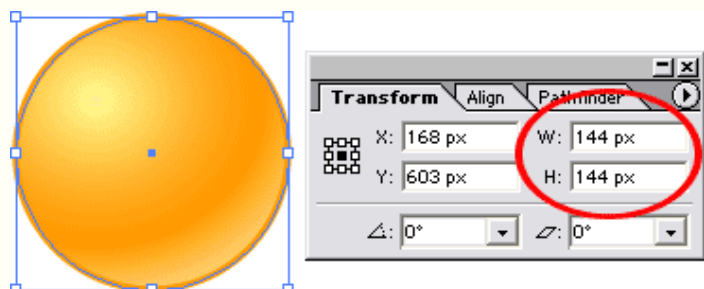 Transform Align Pathfinder
X: 168 px W: 144 px
Y: 603 px H: 144 px
0° 0°